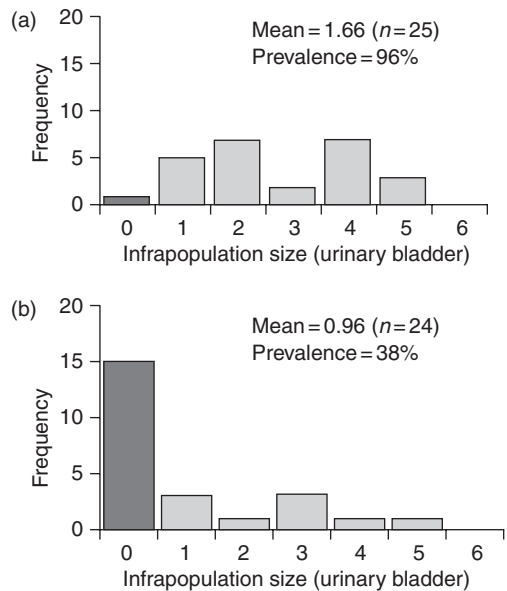 (a)
20
15
10
5
0
Frequency
Mean = 1.66 (n = 25)
Prevalence = 96%
0 1 2 3 4 5 6
Infrapopulation size (urinary bladder)
(b)
20
15
10
5
0
Frequency
Mean = 0.96 (n = 24)
Prevalence = 38%
0 1 2 3 4 5 6
Infrapopulation size (urinary bladder)